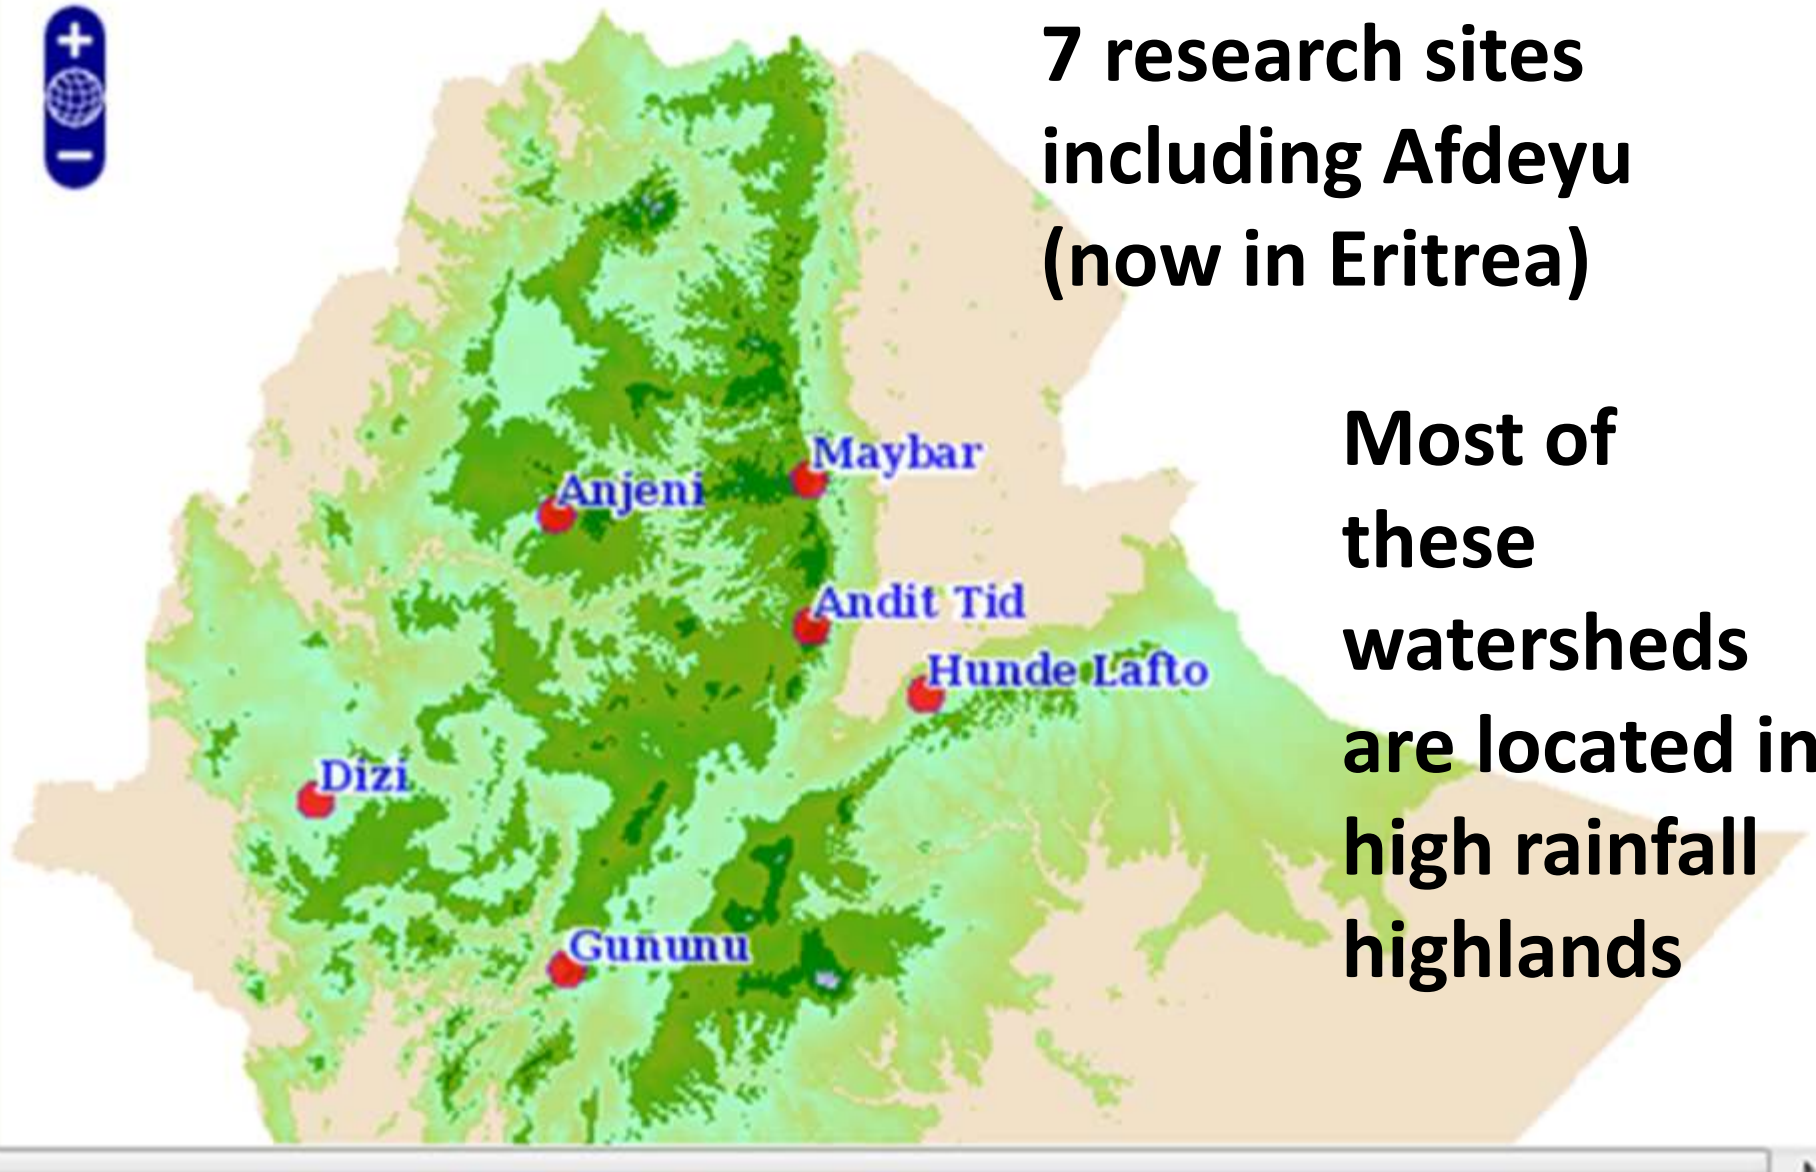 7 research sites
including Afdeyu
(now in Eritrea)
Most of
these
watersheds
are located in
high rainfall
highlands
Maybar
Anjeni
Andit Tid
Hunde Lafto
Dizi
Gununu